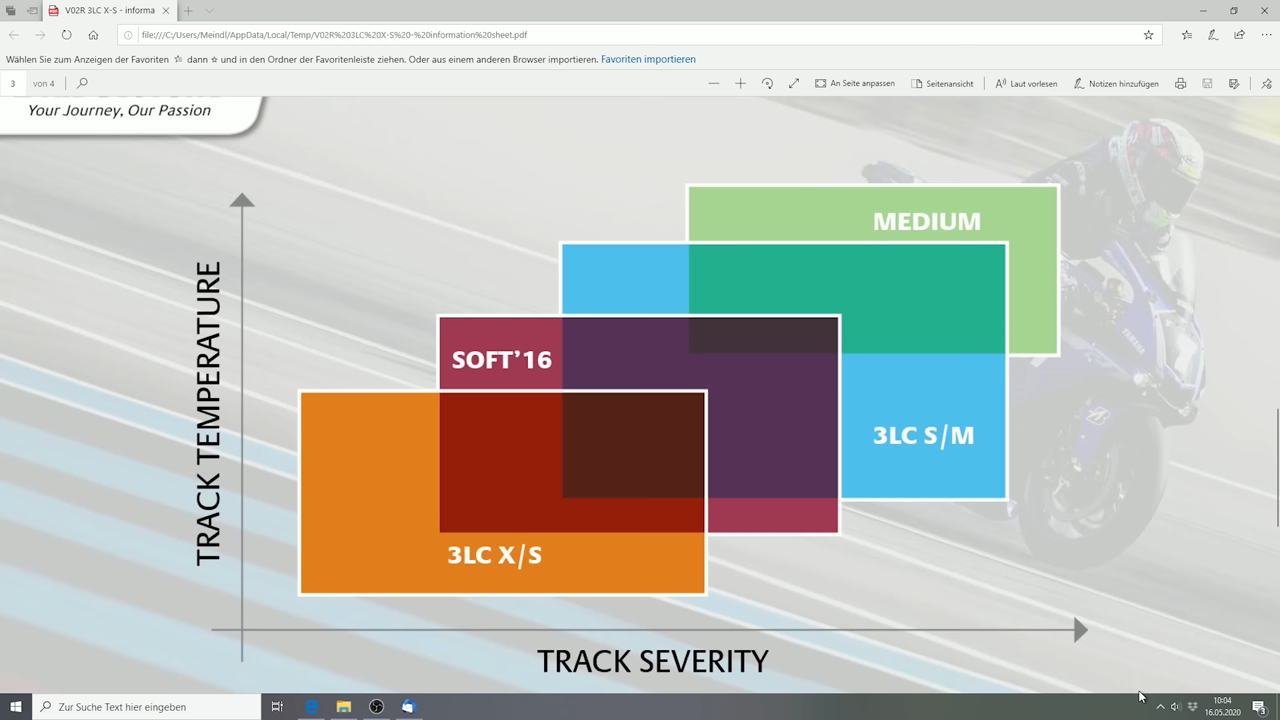 V02R 3LC X-S - informa
file:///C:/Users/Meindl/AppData/Local/Temp/V02R%203LC%20X-S%20-%20information%20sheet.pdf
Wählen Sie zum Anzeigen der Favoriten ☆ dann ☆ und in den Ordner der Favoritenleiste ziehen. Oder aus einem anderen Browser importieren. Favoriten importieren
3 von 4
An Seite anpassen
Seitenansicht
Laut vorlesen
Notizen hinzufügen
Your Journey, Our Passion
MEDIUM
SOFT'16
3LC S/M
3LC X/S
TRACK TEMPERATURE
TRACK SEVERITY
YAMAHA
Zur Suche Text hier eingeben
10:04
16.05.2020
3